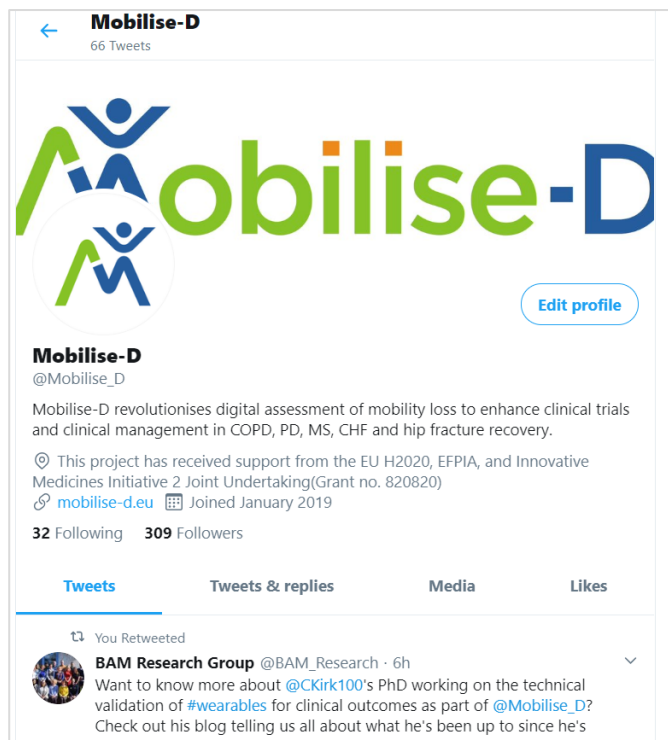 Mobilise-D
66 Tweets
Mobilise-D
Edit profile
Mobilise-D
@Mobilise_D
Mobilise-D revolutionises digital assessment of mobility loss to enhance clinical trials
and clinical management in COPD, PD, MS, CHF and hip fracture recovery.
This project has received support from the EU H2020, EFPIA, and Innovative
Medicines Initiative 2 Joint Undertaking(Grant no. 820820)
mobilise-d.eu Joined January 2019
32 Following 309 Followers
Tweets Tweets & replies Media Likes
You Retweeted
BAM Research Group @BAM_Research · 6h
Want to know more about @CKirk100's PhD working on the technical
validation of #wearables for clinical outcomes as part of @Mobilise_D?
Check out his blog telling us all about what he's been up to since he's